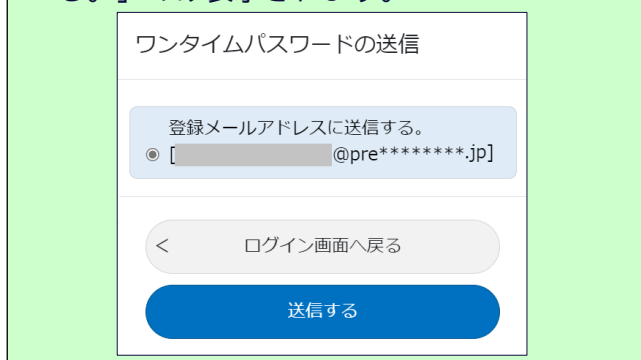 ワンタイムパスワードの送信
登録メールアドレスに送信する。
[ @pre********.jp]
< ログイン画面へ戻る
送信する